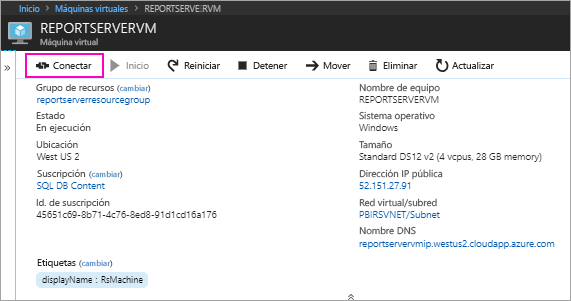 Inicio > Máquinas virtuales > REPORTSERVE:RVM
REPORTSERVERVM
Máquina virtual
» Conectar Inicio Reiniciar Detener Mover Eliminar Actualizar
Grupo de recursos (cambiar)
reportserverresourcegroup
Estado
En ejecución
Ubicación
West US 2
Suscripción (cambiar)
SQL DB Content
Id. de suscripción
45651c69-8b71-4c76-8ed8-91d1cd16a176
Nombre de equipo
REPORTSERVERVM
Sistema operativo
Windows
Tamaño
Standard DS12 v2 (4 vcpus, 28 GB memory)
Dirección IP pública
52.151.27.91
Red virtual/subred
PBIRSVNET/Subnet
Nombre DNS
reportservervmip.westus2.cloudapp.azure.com
Etiquetas (cambiar)
displayName : RsMachine